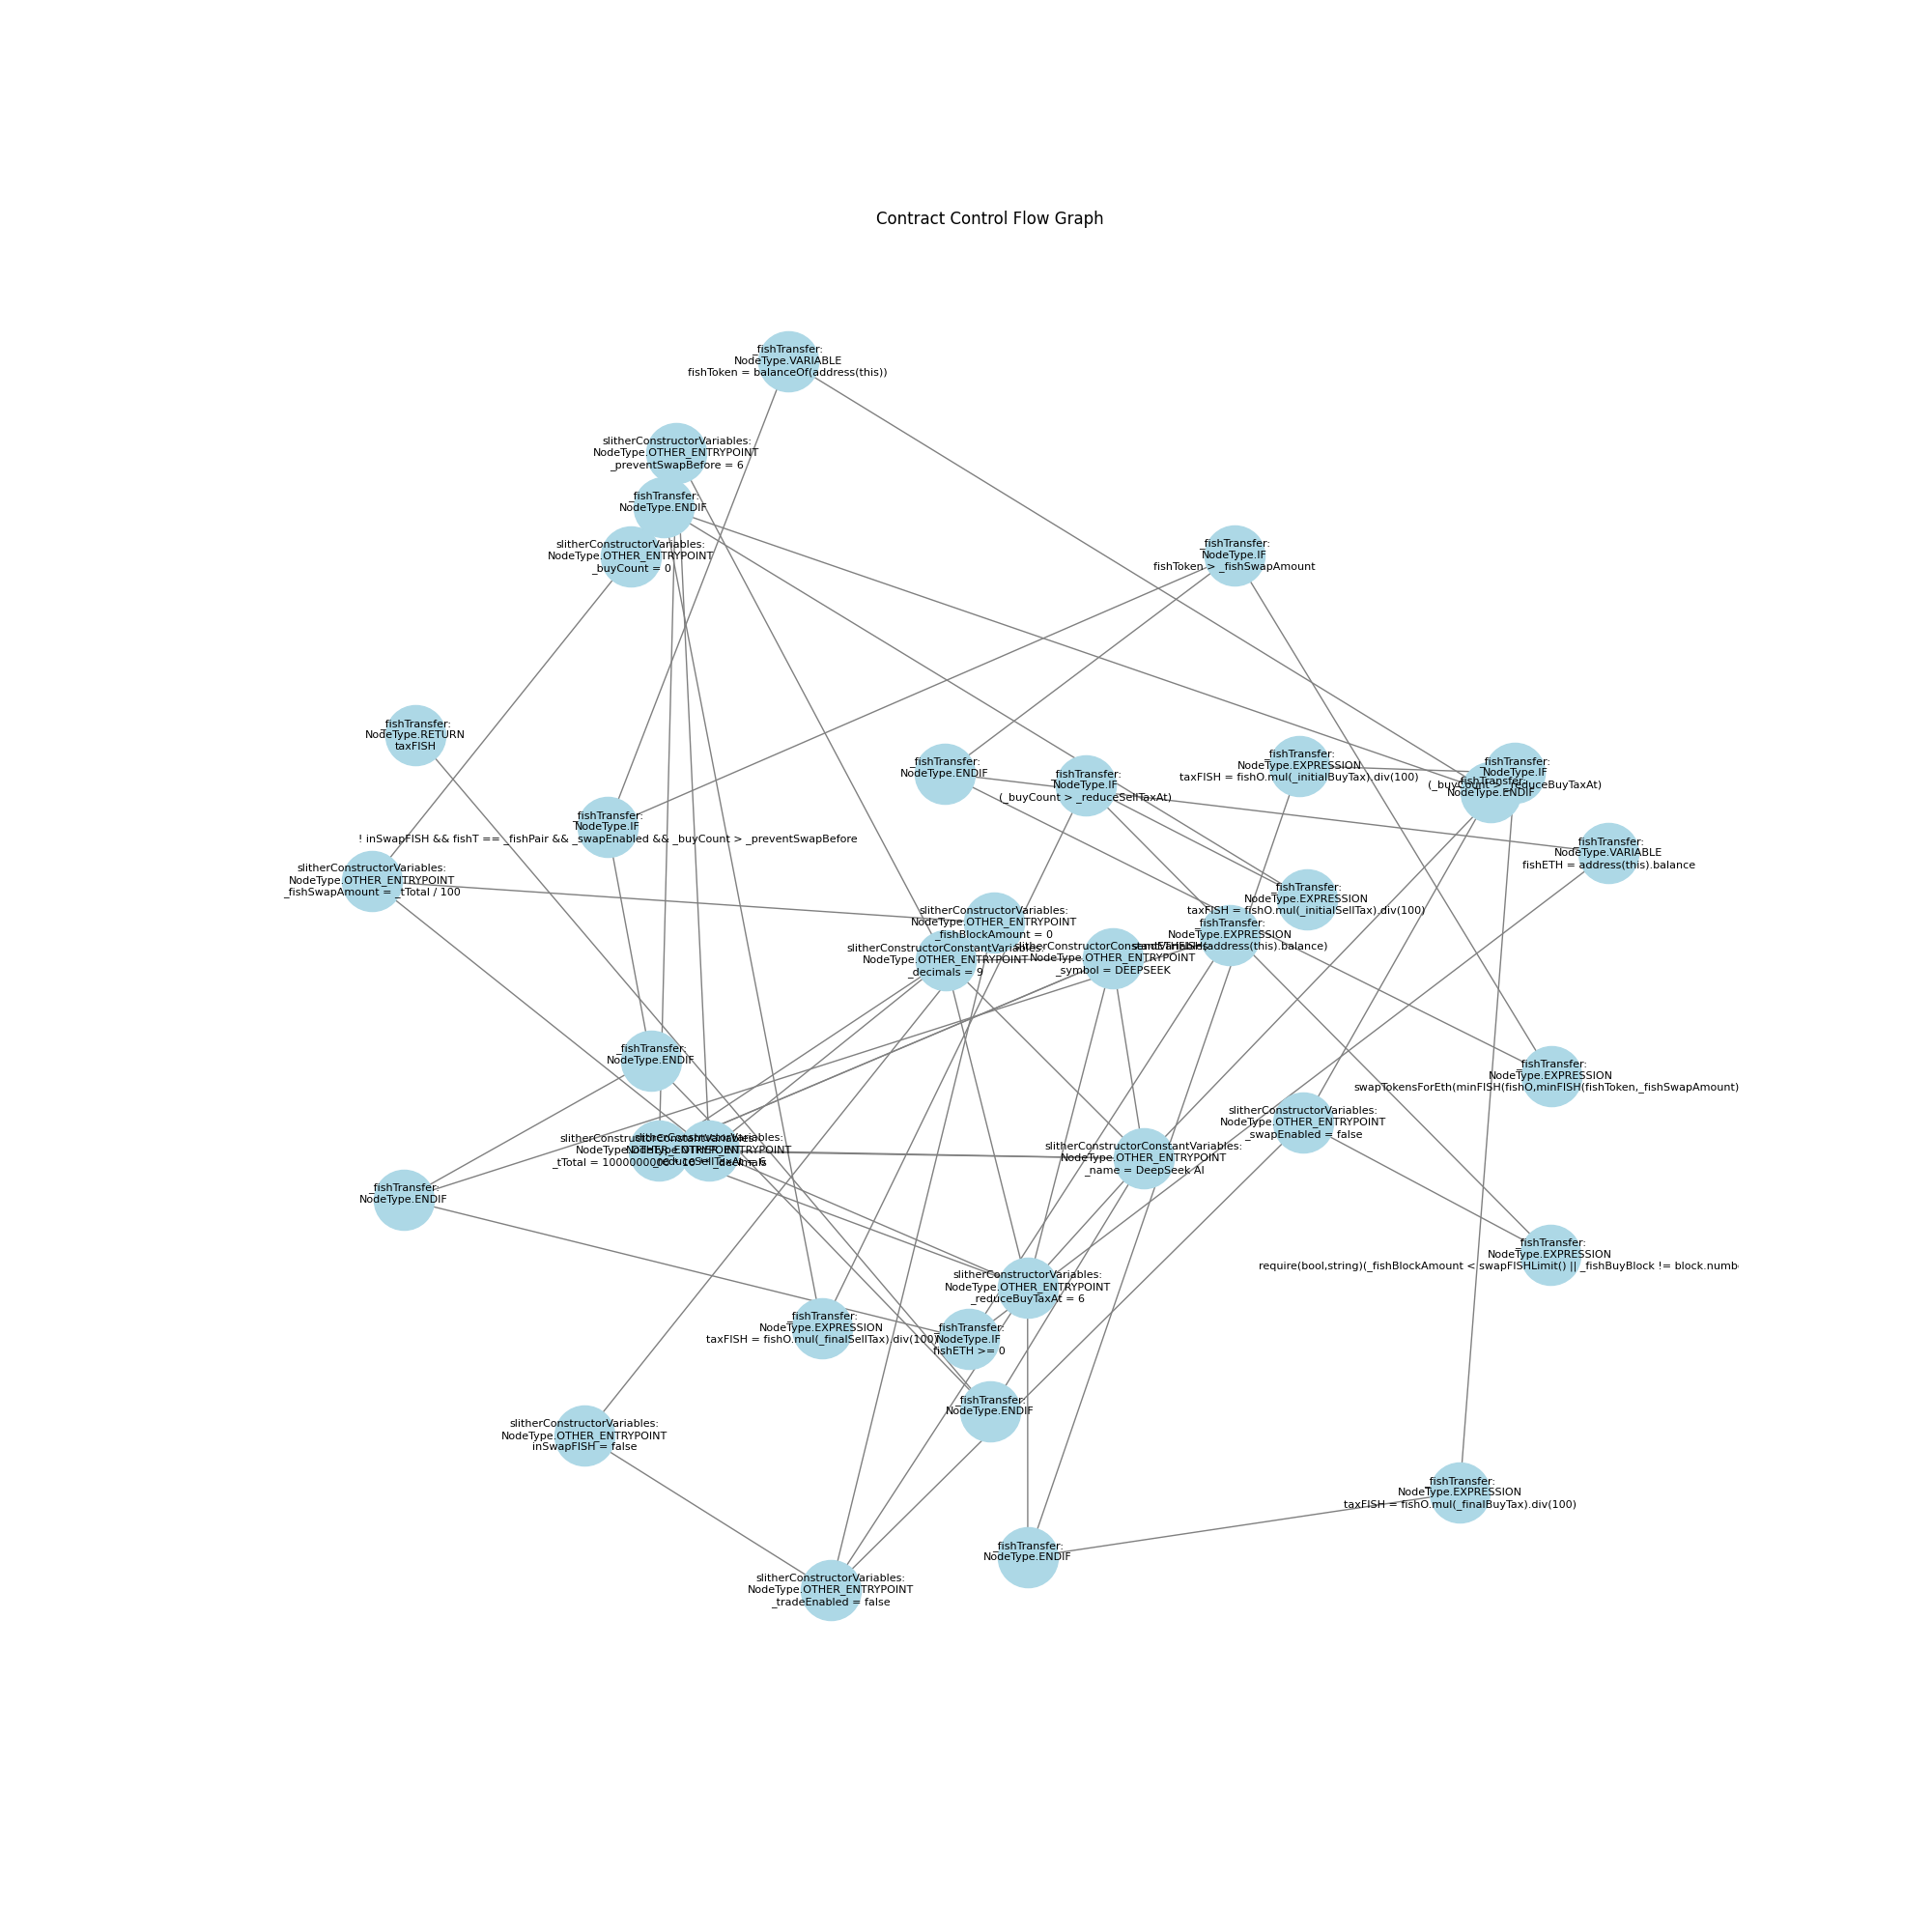 Contract Control Flow Graph
_fishTransfer:
NodeType.VARIABLE
fishToken = balanceOf(address(this))
slitherConstructorVariables:
NodeType.OTHER_ENTRYPOINT
_preventSwapBefore = 6
_fishTransfer:
NodeType.ENDIF
slitherConstructorVariables:
NodeType.OTHER_ENTRYPOINT
_buyCount = 0
_fishTransfer:
NodeType.IF
fishToken > _fishSwapAmount
_fishTransfer:
NodeType.RETURN
taxFISH
_fishTransfer:
NodeType.ENDIF
_fishTransfer:
NodeType.IF
(_buyCount > _reduceSellTaxAt)
_fishTransfer:
NodeType.EXPRESSION
taxFISH = fishO.mul(_initialBuyTax).div(100)
_fishTransfer:
NodeType.IF
(_buyCount > _reduceBuyTaxAt)
_fishTransfer:
NodeType.ENDIF
_fishTransfer:
NodeType.IF
! inSwapFISH && fishT == _fishPair && _swapEnabled && _buyCount > _preventSwapBefore
_fishTransfer:
NodeType.VARIABLE
fishETH = address(this).balance
slitherConstructorVariables:
NodeType.OTHER_ENTRYPOINT
_fishSwapAmount = _tTotal / 100
_fishTransfer:
NodeType.EXPRESSION
taxFISH = fishO.mul(_initialSellTax).div(100)
slitherConstructorVariables:
NodeType.OTHER_ENTRYPOINT
_fishBlockAmount = 0
_fishTransfer:
NodeType.EXPRESSION
sendETHFISH(address(this).balance)
slitherConstructorConstantVariables:
NodeType.OTHER_ENTRYPOINT
_decimals = 9
slitherConstructorConstantVariables:
NodeType.OTHER_ENTRYPOINT
_symbol = DEEPSEEK
_fishTransfer:
NodeType.ENDIF
_fishTransfer:
NodeType.EXPRESSION
swapTokensForEth(minFISH(fishO,minFISH(fishToken,_fishSwapAmount)
slitherConstructorVariables:
NodeType.OTHER_ENTRYPOINT
_swapEnabled = false
slitherConstructorConstantVariables:
NodeType.OTHER_ENTRYPOINT
_tTotal = 1000000000 * 10 ** _decimals
slitherConstructorVariables:
NodeType.OTHER_ENTRYPOINT
_reduceSellTaxAt = 6
slitherConstructorConstantVariables:
NodeType.OTHER_ENTRYPOINT
_name = DeepSeek AI
_fishTransfer:
NodeType.ENDIF
_fishTransfer:
NodeType.EXPRESSION
require(bool,string)(_fishBlockAmount < swapFISHLimit() || _fishBuyBlock != block.numb
slitherConstructorVariables:
NodeType.OTHER_ENTRYPOINT
_reduceBuyTaxAt = 6
_fishTransfer:
NodeType.EXPRESSION
taxFISH = fishO.mul(_finalSellTax).div(100)
_fishTransfer:
NodeType.IF
fishETH >= 0
_fishTransfer:
NodeType.ENDIF
slitherConstructorVariables:
NodeType.OTHER_ENTRYPOINT
inSwapFISH = false
_fishTransfer:
NodeType.EXPRESSION
taxFISH = fishO.mul(_finalBuyTax).div(100)
_fishTransfer:
NodeType.ENDIF
slitherConstructorVariables:
NodeType.OTHER_ENTRYPOINT
_tradeEnabled = false